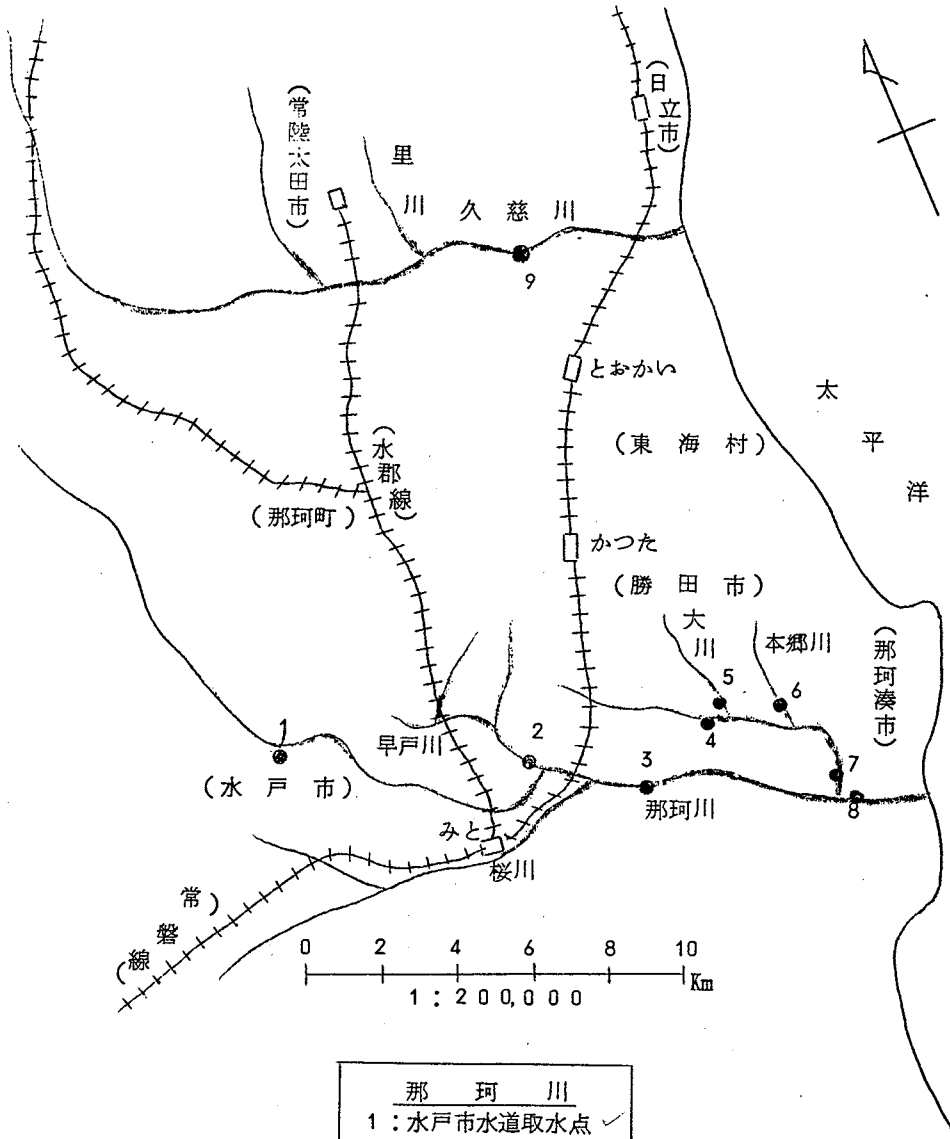 (日立市)
(常陸太田市)
里川
久慈川
9
とおかい
太平洋
(東海村)
(水郡線)
(那珂町)
かつた
(勝田市)
大川
本郷川
(那珂湊市)
5
6
1
2
3
4
7
8
早戸川
(水戸市)
那珂川
みと
桜川
(常磐線)
0 2 4 6 8 10
Km
1:200,000
那珂川
1:水戸市水道取水点